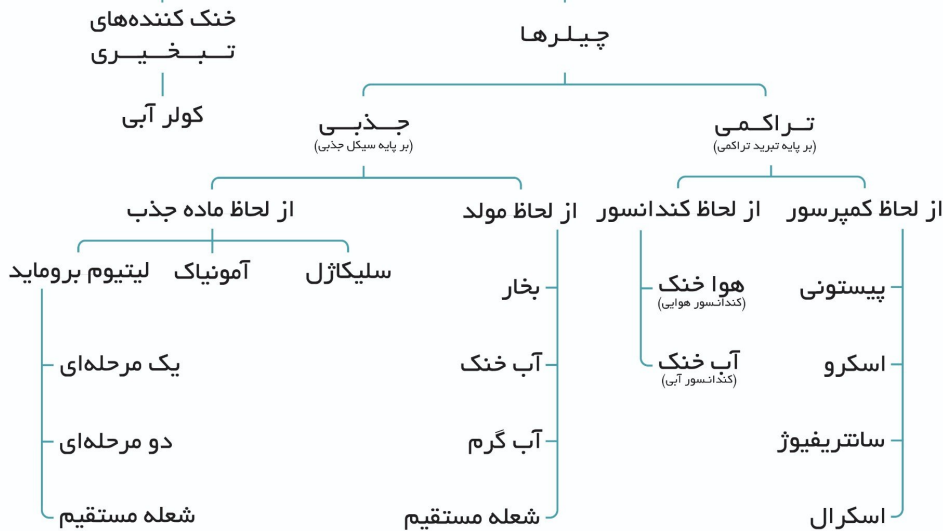 چیلرها
خنک کننده‌های
تبخیری
کولر آبی
تراکمی
(بر پایه تبرید تراکمی)
جذبی
(بر پایه سیکل جذبی)
از لحاظ کمپرسور
از لحاظ کندانسور
از لحاظ مولد
از لحاظ ماده جذب
پیستونی
اسکرو
سانتریفیوژ
اسکرال
هوا خنک
(کندانسور هوایی)
آب خنک
(کندانسور آبی)
بخار
آب خنک
آب گرم
شعله مستقیم
سلیکاژل
آمونیاک
لیتیوم بروماید
یک مرحله‌ای
دو مرحله‌ای
شعله مستقیم